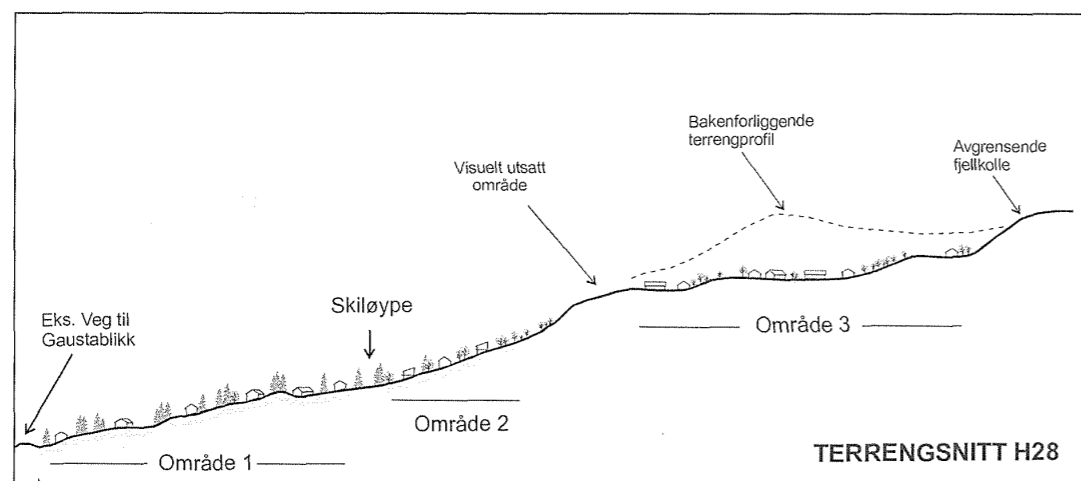 Bakenforliggende
terrengprofil
Avgrensende
fjellkolle
Visuelt utsatt
område
Skiløype
Eks. Veg til
Gaustablikk
Område 3
Område 2
Område 1
TERRENGSNITT H28